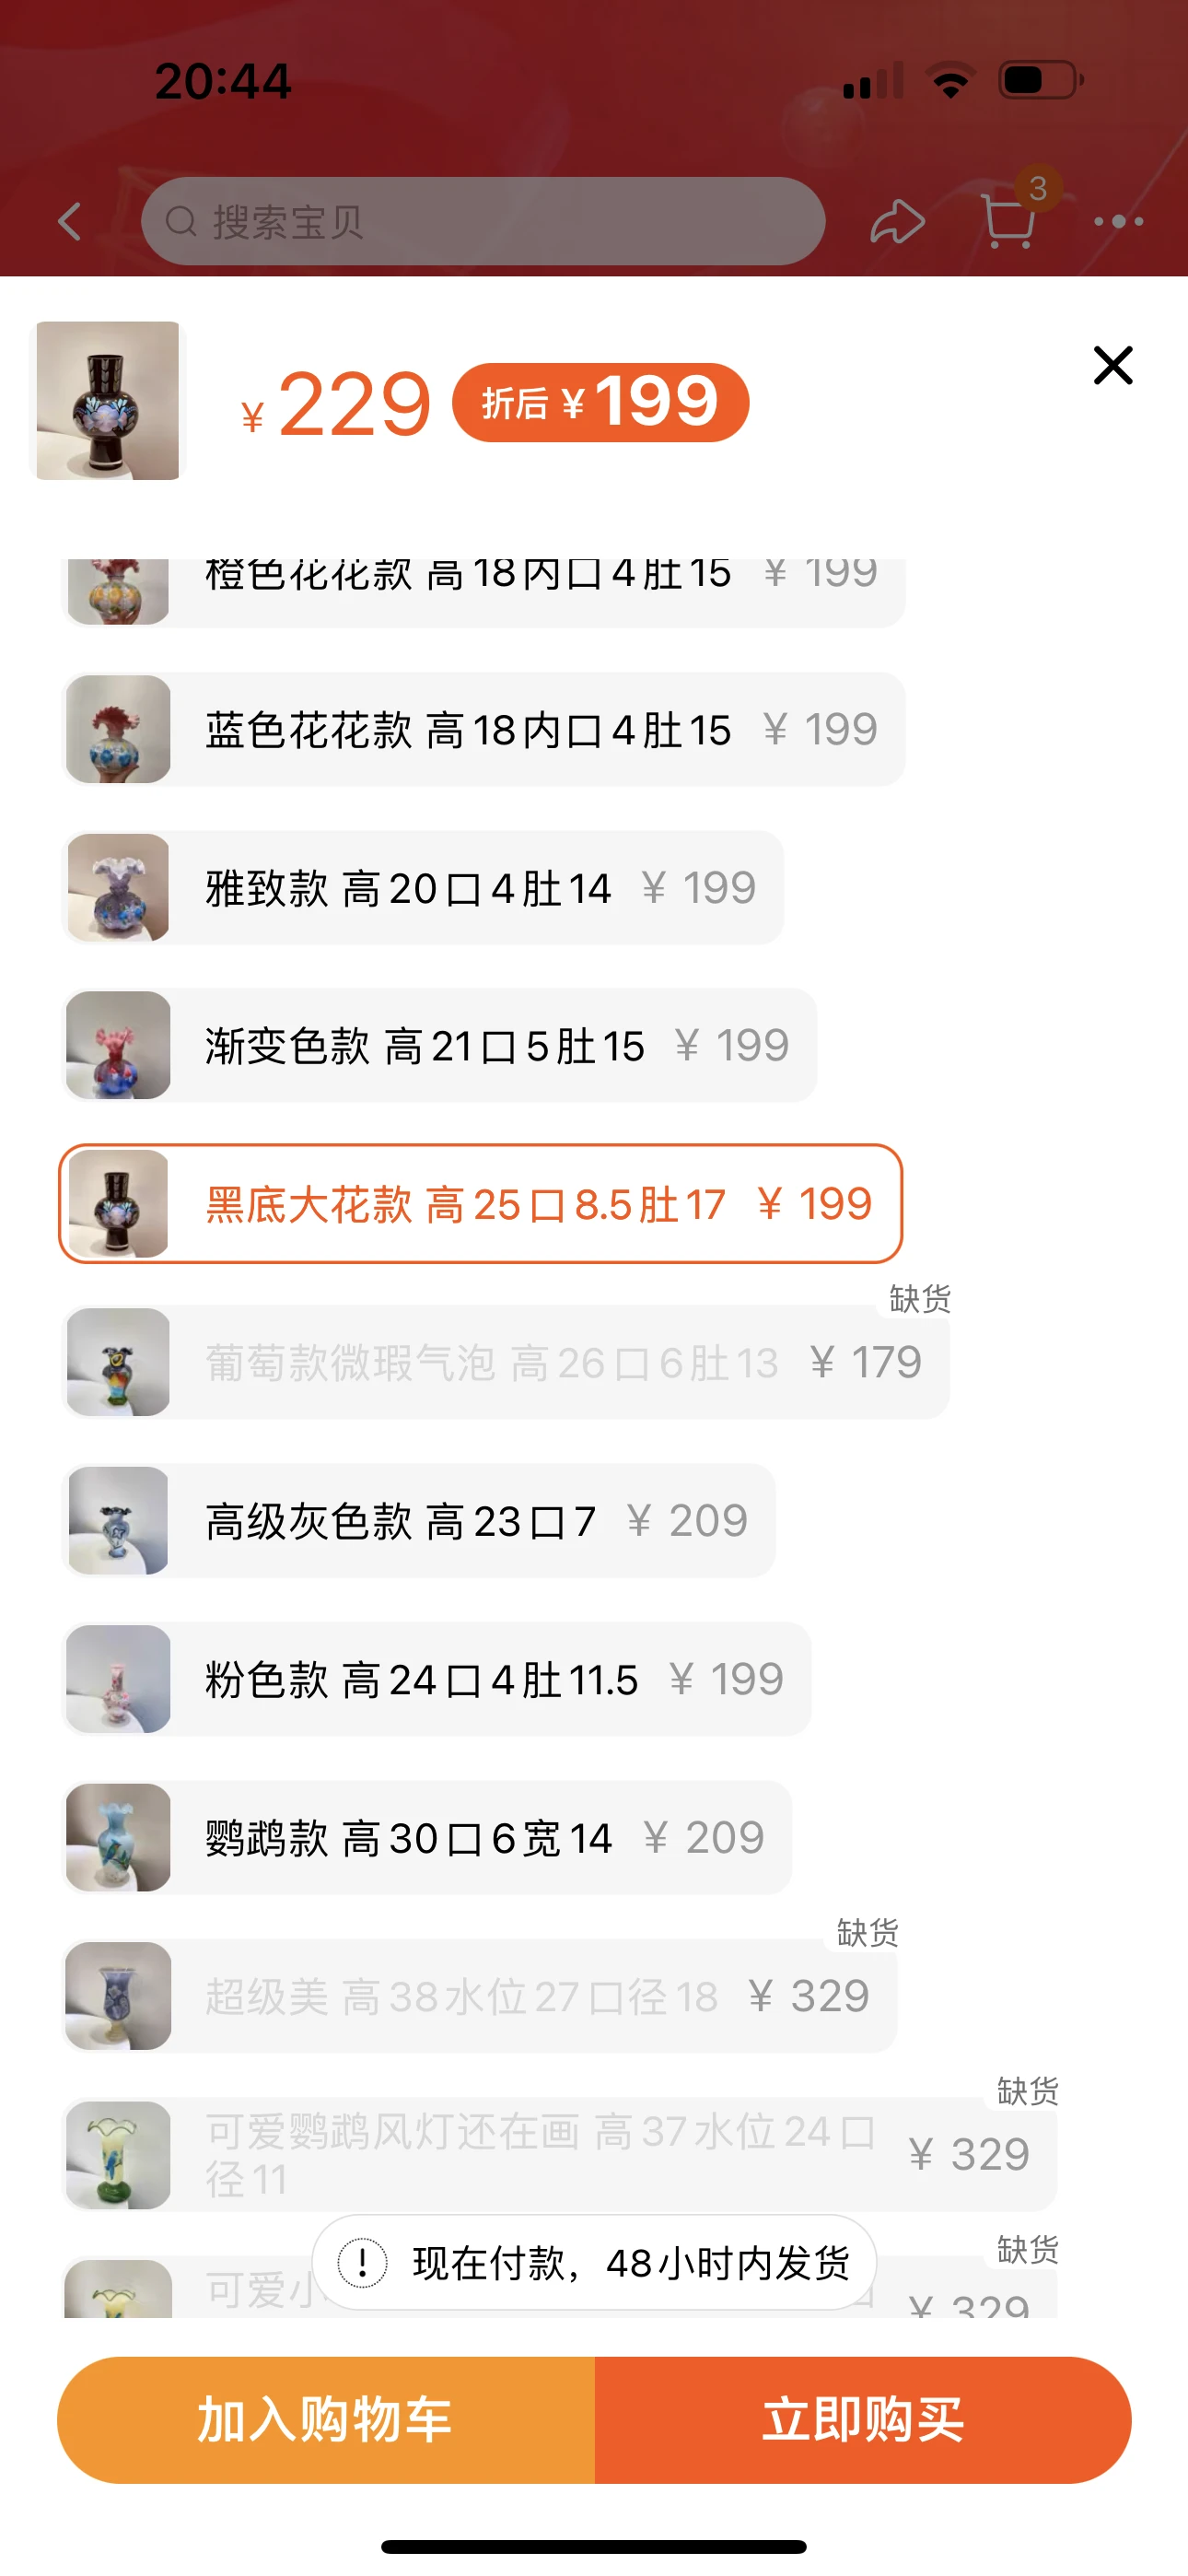 20:44
搜索宝贝
3
¥ 229 折后 ¥ 199
橙色花花款 高18内口4肚15 ¥ 199
蓝色花花款 高18内口4肚15 ¥ 199
雅致款 高20口4肚14 ¥ 199
渐变色款 高21口5肚15 ¥ 199
黑底大花款 高25口8.5肚17 ¥ 199
缺货
葡萄款微瑕气泡 高26口6肚13 ¥ 179
高级灰色款 高23口7 ¥ 209
粉色款 高24口4肚11.5 ¥ 199
鹦鹉款 高30口6宽14 ¥ 209
缺货
超级美 高38水位27口径18 ¥ 329
缺货
可爱鹦鹉风灯还在画 高37水位24口
径11 ¥ 329
缺货
可爱小 ¥ 329
现在付款，48小时内发货
加入购物车 立即购买